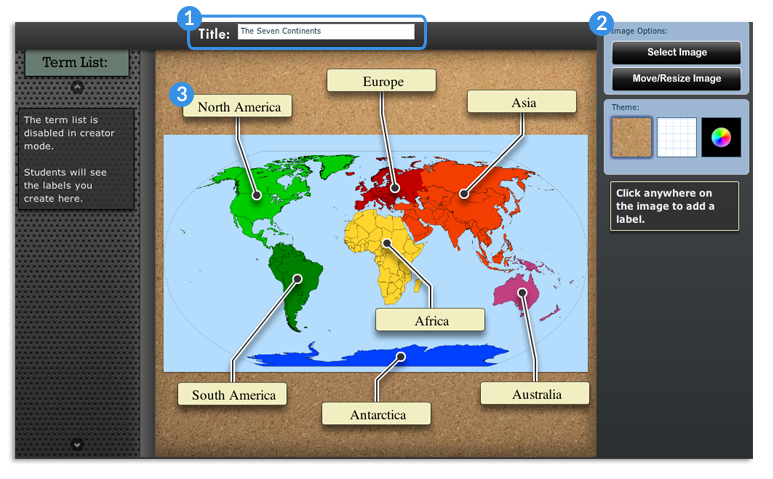 1
Title: The Seven Continents
2
Image Options:
Select Image
Move/Resize Image
Theme:
Click anywhere on
the image to add a
label.
Term List:
The term list is
disabled in creator
mode.
Students will see
the labels you
create here.
3
North America
Europe
Asia
Africa
South America
Antarctica
Australia